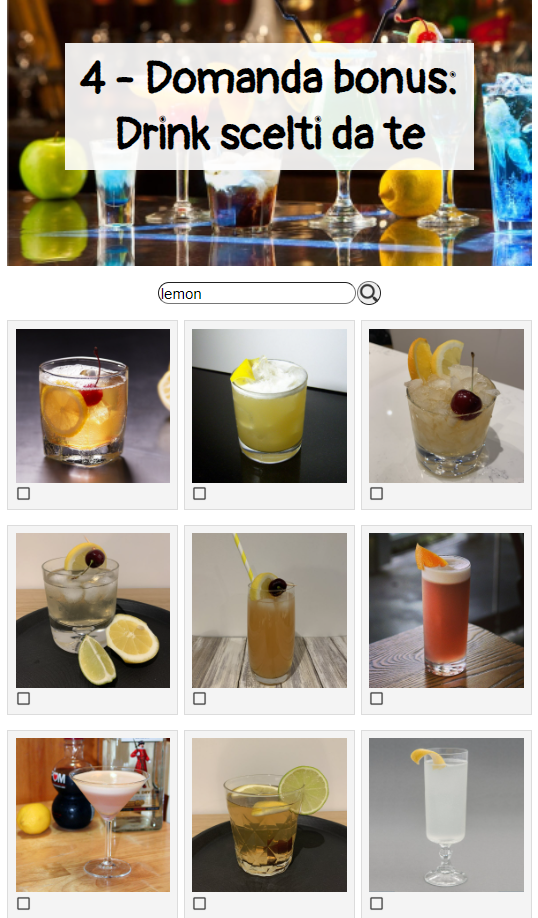 4 - Domanda bonus:
Drink scelti da te
lemon